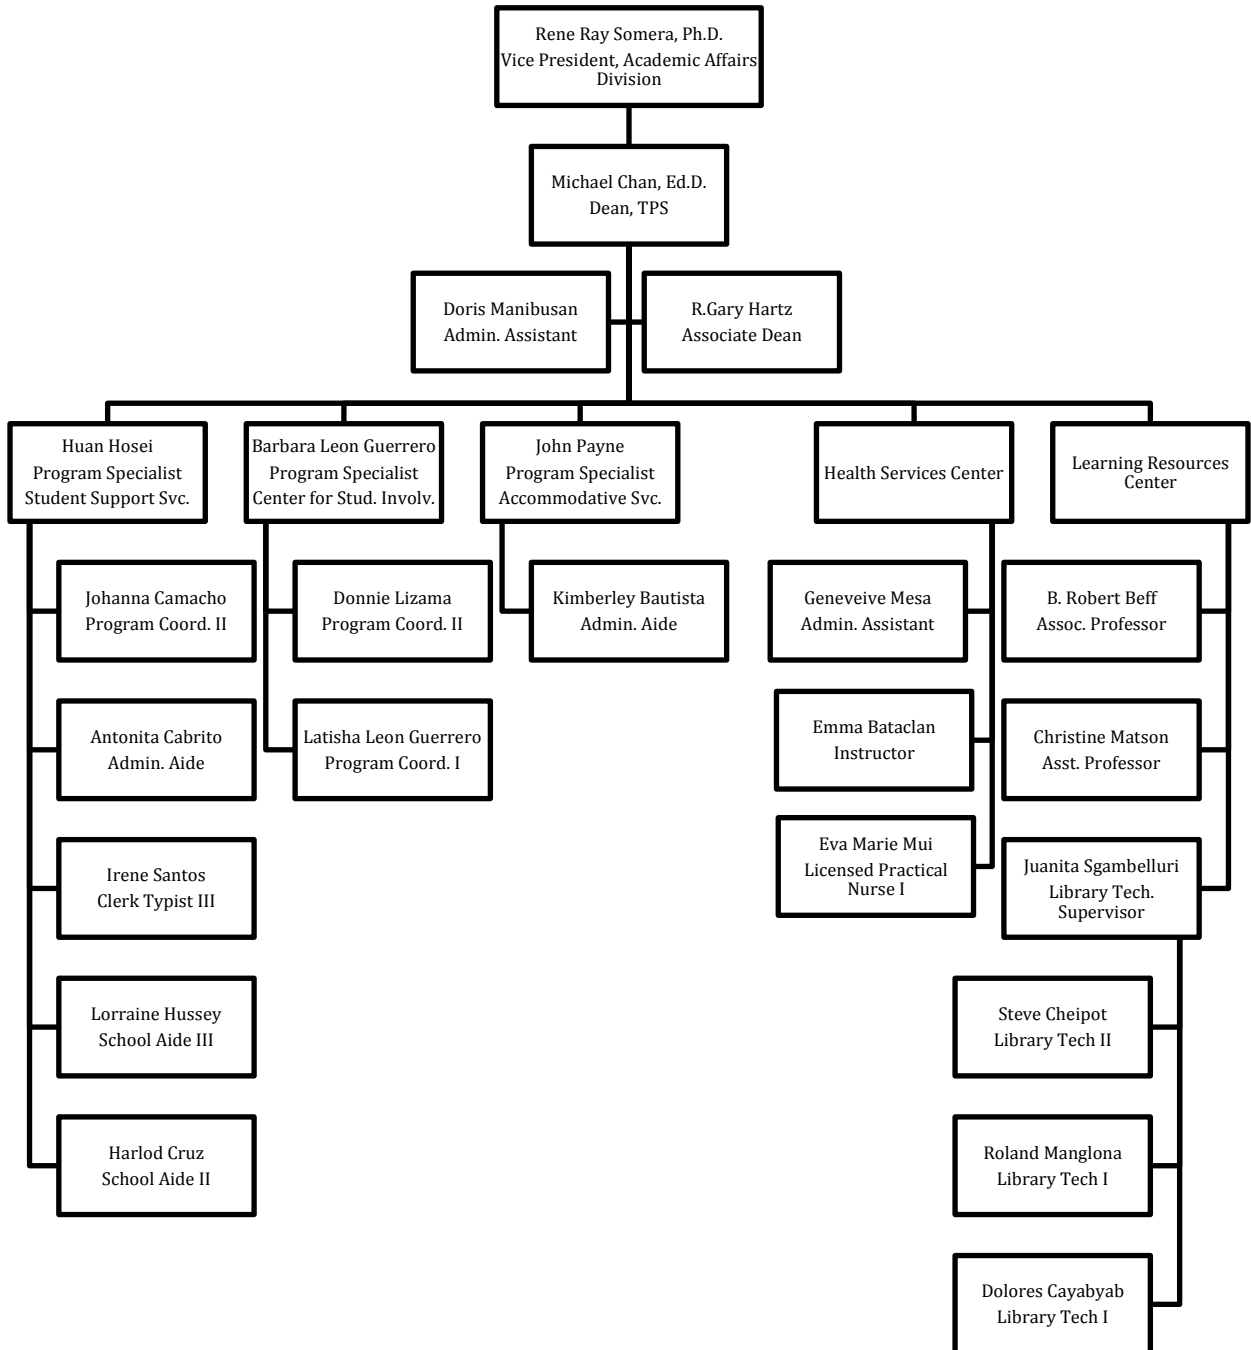 Rene Ray Somera, Ph.D.
Vice President, Academic Affairs
Division
Michael Chan, Ed.D.
Dean, TPS
Doris Manibusan
Admin. Assistant
R.Gary Hartz
Associate Dean
Huan Hosei
Program Specialist
Student Support Svc.
Barbara Leon Guerrero
Program Specialist
Center for Stud. Involv.
John Payne
Program Specialist
Accommodative Svc.
Health Services Center
Learning Resources
Center
Johanna Camacho
Program Coord. II
Donnie Lizama
Program Coord. II
Kimberley Bautista
Admin. Aide
Geneveive Mesa
Admin. Assistant
B. Robert Beff
Assoc. Professor
Antonita Cabrito
Admin. Aide
Latisha Leon Guerrero
Program Coord. I
Emma Bataclan
Instructor
Christine Matson
Asst. Professor
Irene Santos
Clerk Typist III
Eva Marie Mui
Licensed Practical
Nurse I
Juanita Sgambelluri
Library Tech.
Supervisor
Lorraine Hussey
School Aide III
Steve Cheipot
Library Tech II
Harlod Cruz
School Aide II
Roland Manglona
Library Tech I
Dolores Cayabyab
Library Tech I